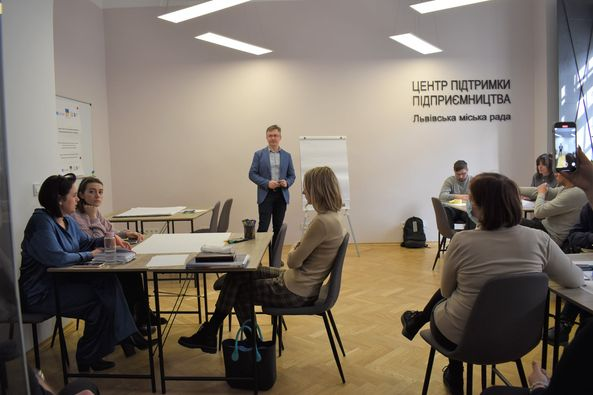 ЦЕНТР ПІДТРИМКИ
ПІДПРИЄМНИЦТВА
Львівська міська рада